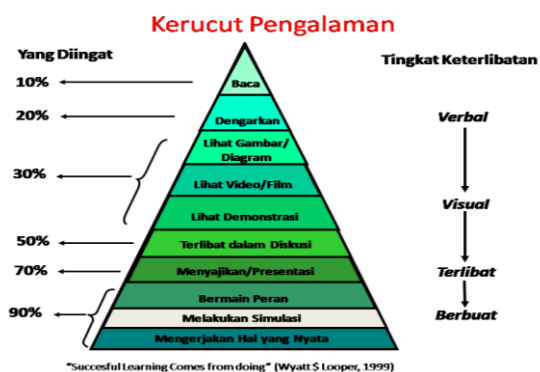 Kerucut Pengalaman
Yang Diingat
Tingkat Keterlibatan
10%
Baca
20%
Dengarkan
Verbal
Lihat Gambar/
Diagram
30%
Lihat Video/Film
Visual
Lihat Demonstrasi
50%
Terlibat dalam Diskusi
70%
Menyajikan/Presentasi
Terlibat
Bermain Peran
90%
Melakukan Simulasi
Berbuat
Mengerjakan Hal yang Nyata
"Succesful Learning Comes from doing" (Wyatt $ Looper, 1999)